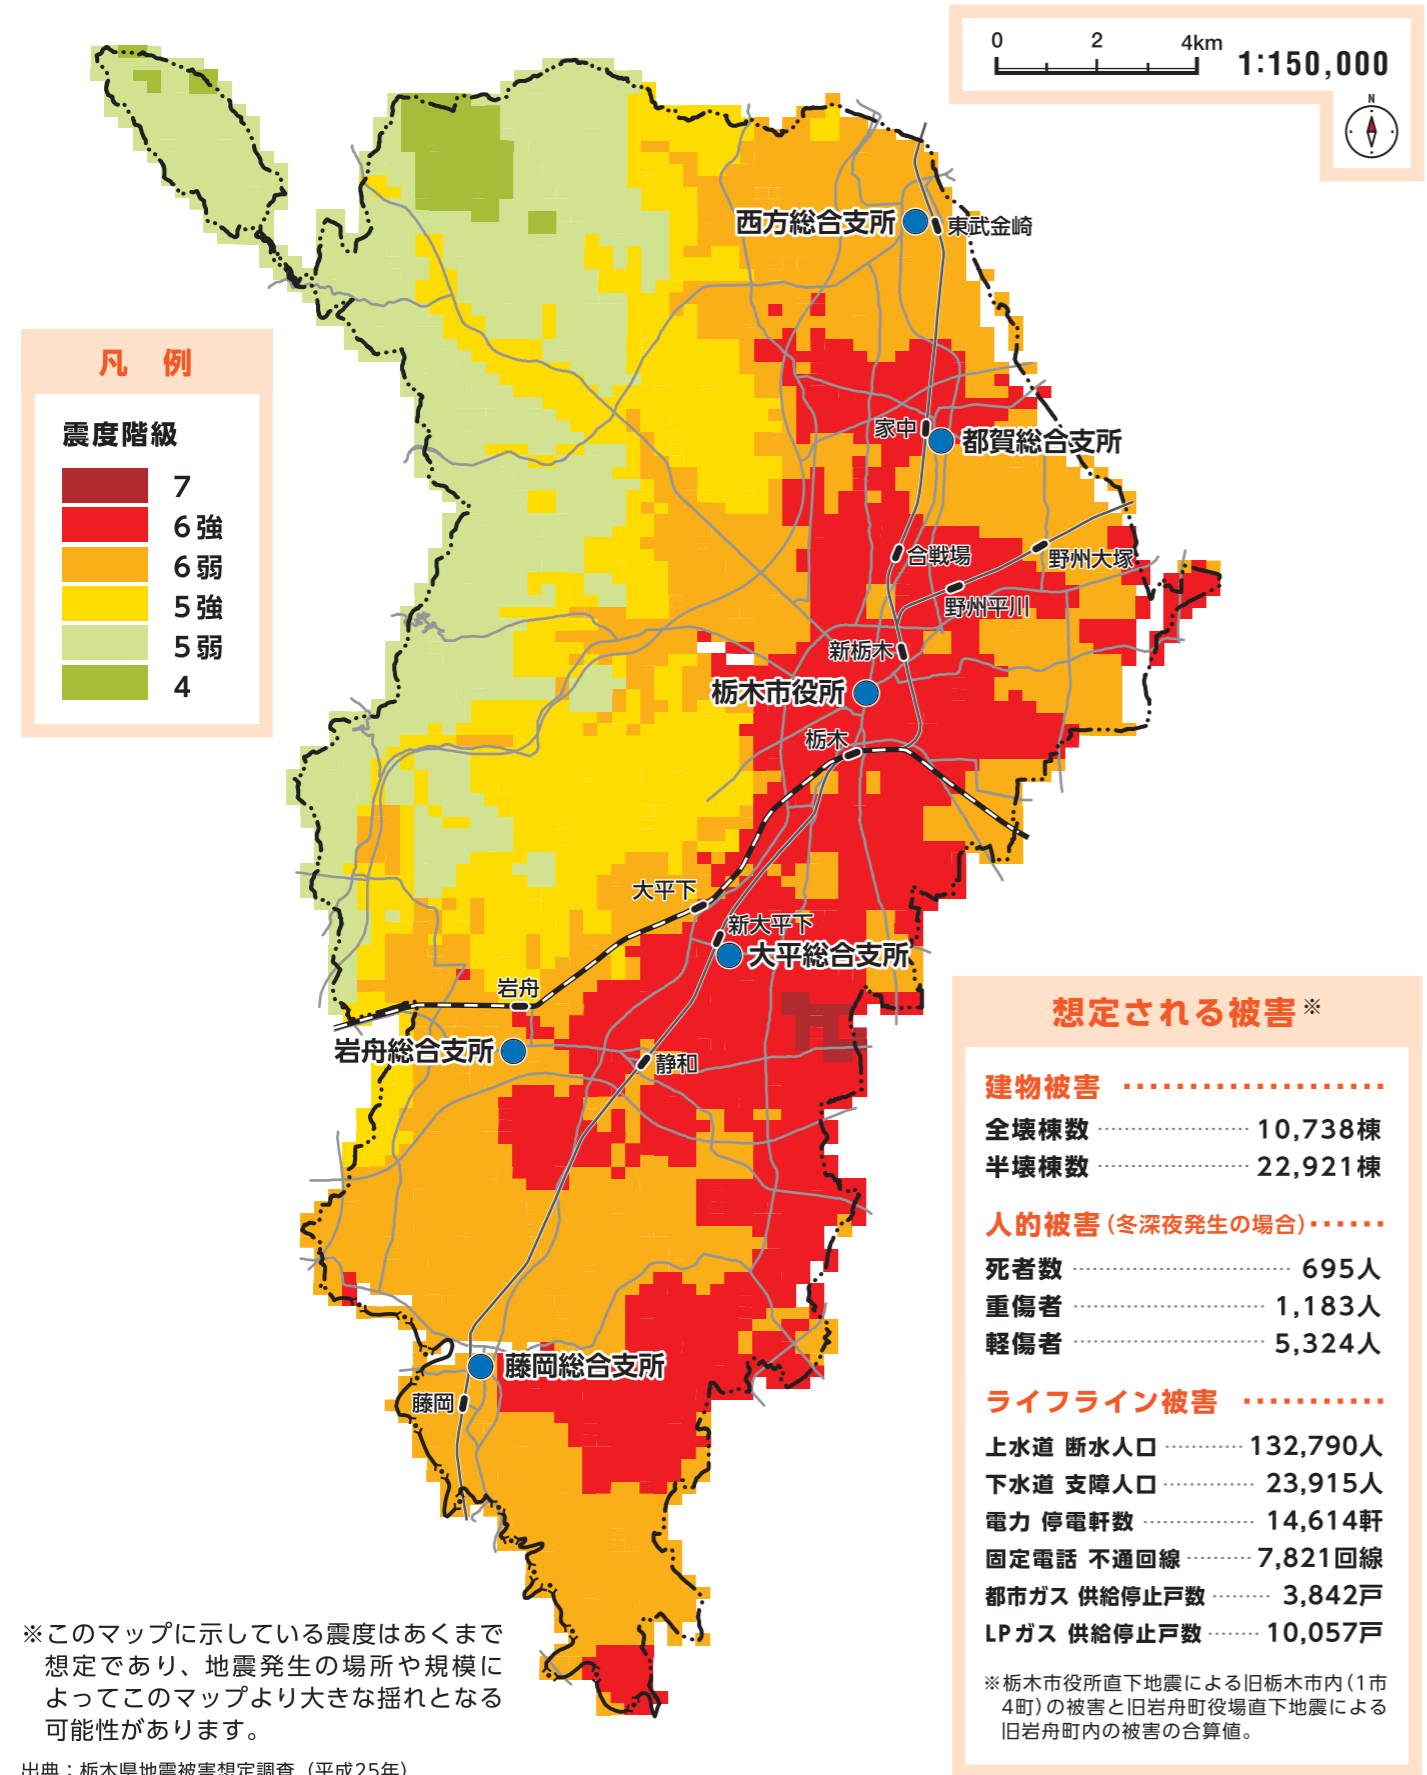 0 2 4km 1:150,000
N
凡 例
震度階級
7
6強
6弱
5強
5弱
4
西方総合支所
東武金崎
家中
都賀総合支所
合戦場
野州大塚
野州平川
新栃木
栃木市役所
栃木
大平下
新大平下
大平総合支所
岩舟
岩舟総合支所
静和
藤岡総合支所
藤岡
想定される被害※
建物被害
全壊棟数 10,738棟
半壊棟数 22,921棟
人的被害(冬深夜発生の場合)
死者数 695人
重傷者 1,183人
軽傷者 5,324人
ライフライン被害
上水道 断水人口 132,790人
下水道 支障人口 23,915人
電力 停電軒数 14,614軒
固定電話 不通回線 7,821回線
都市ガス 供給停止戸数 3,842戸
LPガス 供給停止戸数 10,057戸
※栃木市役所直下地震による旧栃木市内(1市
4町)の被害と旧岩舟町役場直下地震による
旧岩舟町内の被害の合算値。
※このマップに示している震度はあくまで
想定であり、地震発生の場所や規模に
よってこのマップより大きな揺れとなる
可能性があります。
出典：栃木県地震被害想定調査（平成25年）